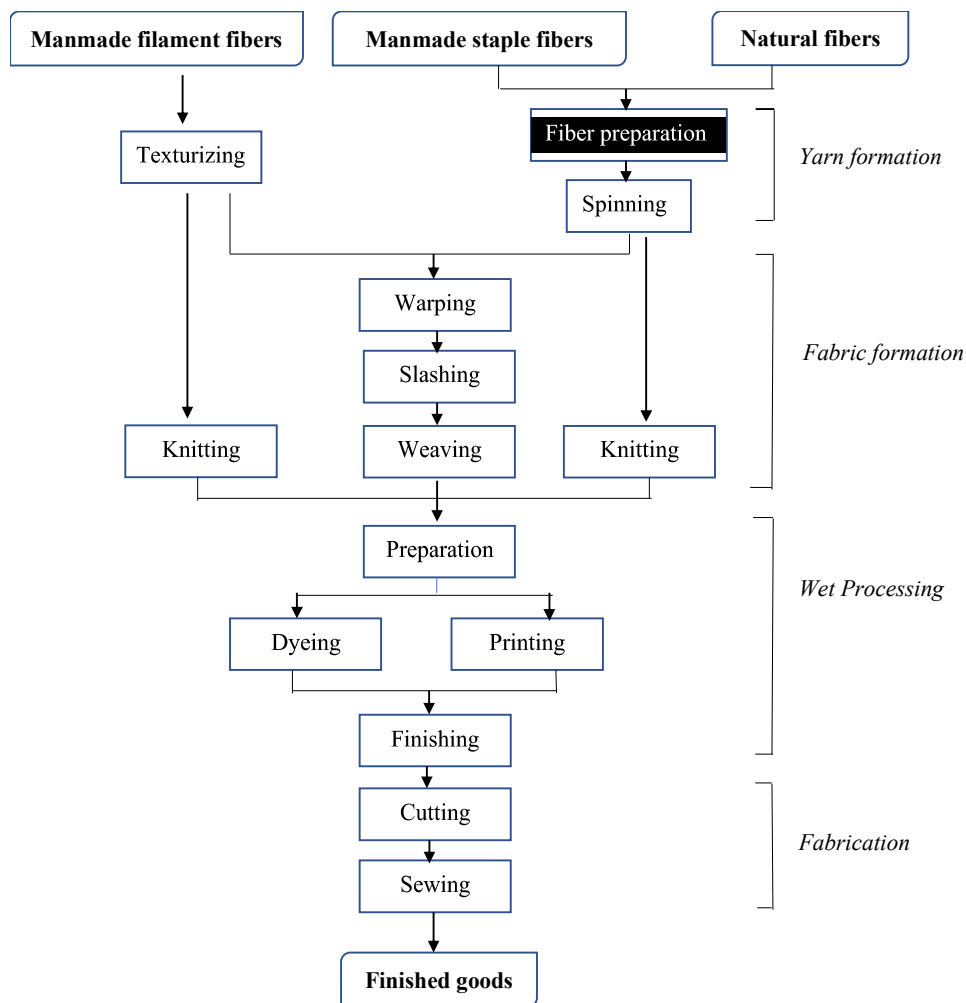 Manmade filament fibers
Manmade staple fibers
Natural fibers
Fiber preparation
Texturizing
Yarn formation
Spinning
Warping
Fabric formation
Slashing
Knitting
Weaving
Knitting
Preparation
Wet Processing
Dyeing
Printing
Finishing
Cutting
Fabrication
Sewing
Finished goods